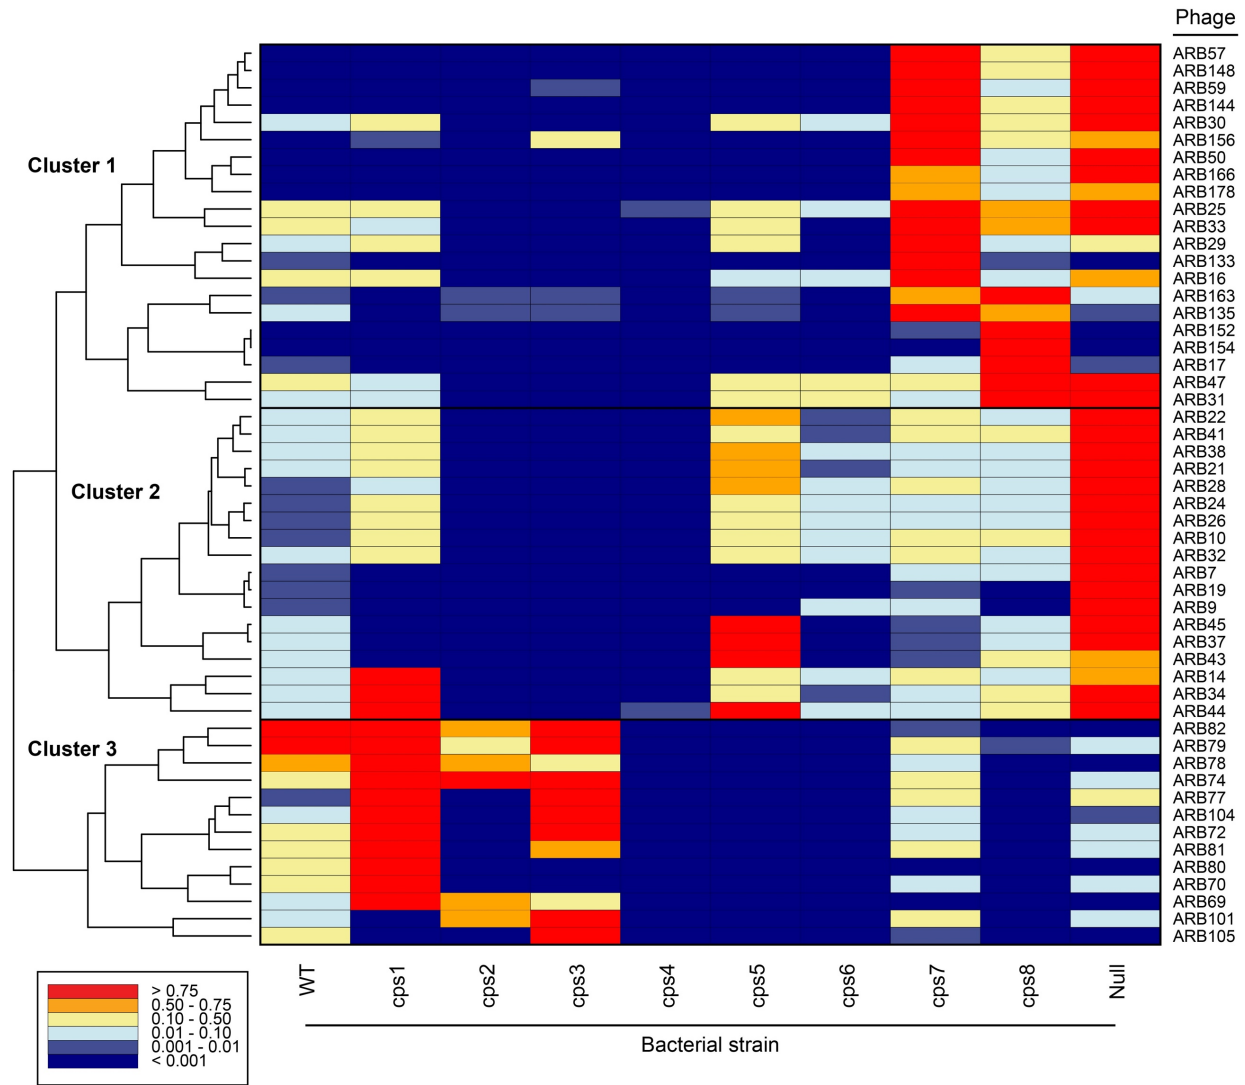 Phage
ARB57
ARB148
ARB59
ARB144
ARB30
ARB156
Cluster 1
ARB50
ARB166
ARB178
ARB25
ARB33
ARB29
ARB133
ARB16
ARB163
ARB135
ARB152
ARB154
ARB17
ARB47
ARB31
ARB22
ARB41
ARB38
ARB21
Cluster 2
ARB28
ARB24
ARB26
ARB10
ARB32
ARB7
ARB19
ARB9
ARB45
ARB37
ARB43
ARB14
ARB34
ARB44
ARB82
Cluster 3
ARB79
ARB78
ARB74
ARB77
ARB104
ARB72
ARB81
ARB80
ARB70
ARB69
ARB101
ARB105
WT
cps1
cps2
cps3
cps4
cps5
cps6
cps7
cps8
Null
Bacterial strain
> 0.75
0.50 - 0.75
0.10 - 0.50
0.01 - 0.10
0.001 - 0.01
< 0.001